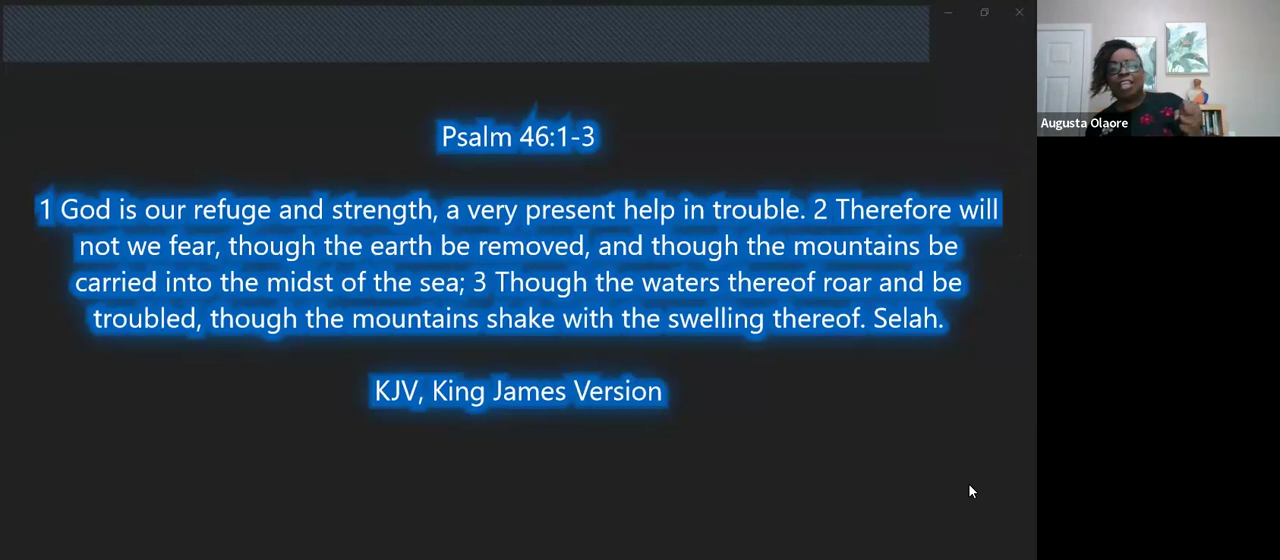 Psalm 46:1-3
1 God is our refuge and strength, a very present help in trouble. 2 Therefore will
not we fear, though the earth be removed, and though the mountains be
carried into the midst of the sea; 3 Though the waters thereof roar and be
troubled, though the mountains shake with the swelling thereof. Selah.
KJV, King James Version
Augusta Olaore